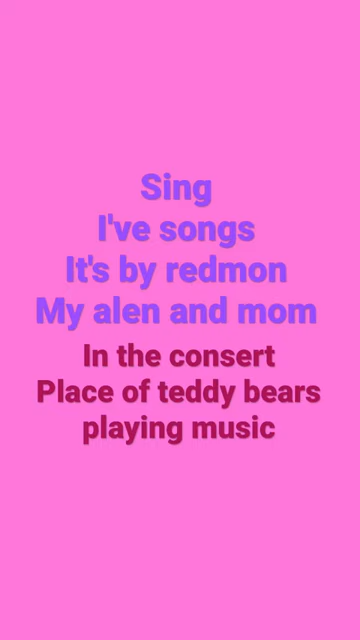 Sing
I've songs
It's by redmon
My alen and mom
In the consert
Place of teddy bears
playing music